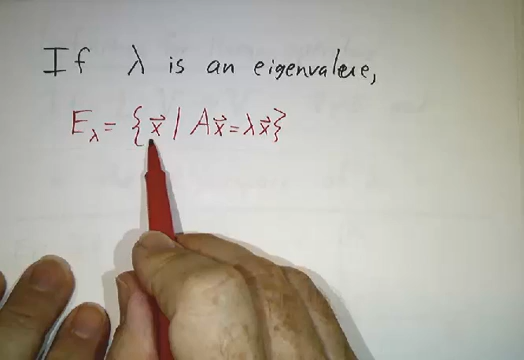 If λ is an eigenvalue,
E_λ = {x⃗ | Ax⃗ = λx⃗}